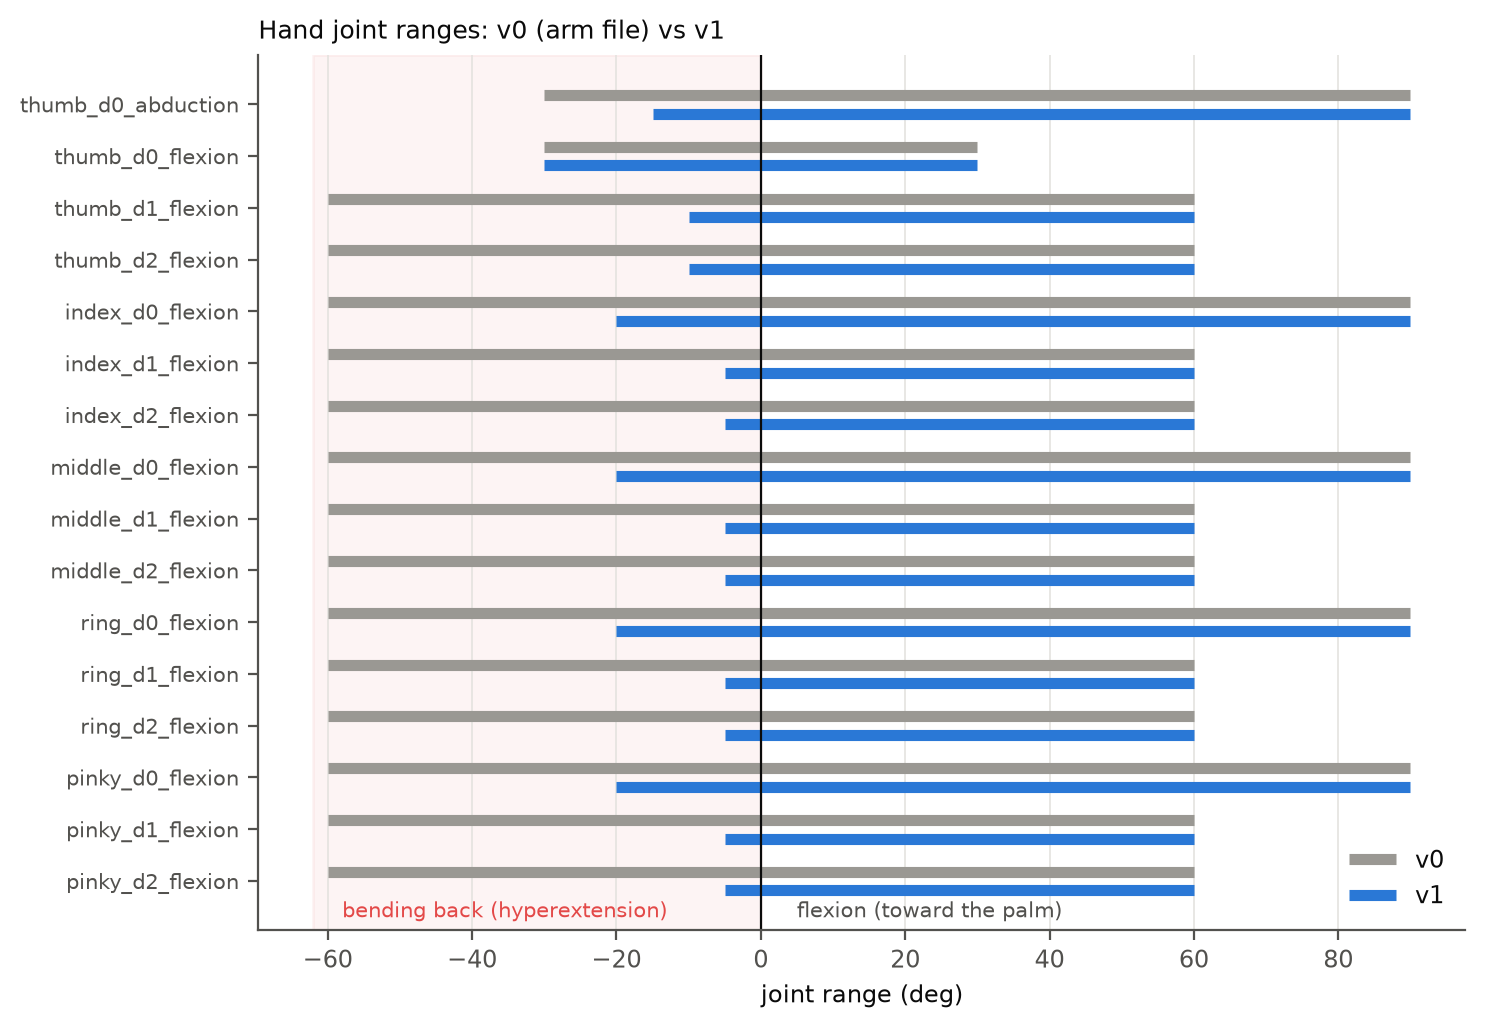 Hand joint ranges: v0 (arm file) vs v1
thumb_d0_abduction
thumb_d0_flexion
thumb_d1_flexion
thumb_d2_flexion
index_d0_flexion
index_d1_flexion
index_d2_flexion
middle_d0_flexion
middle_d1_flexion
middle_d2_flexion
ring_d0_flexion
ring_d1_flexion
ring_d2_flexion
pinky_d0_flexion
pinky_d1_flexion
pinky_d2_flexion
v0
v1
bending back (hyperextension)
flexion (toward the palm)
−60 −40 −20 0 20 40 60 80
joint range (deg)